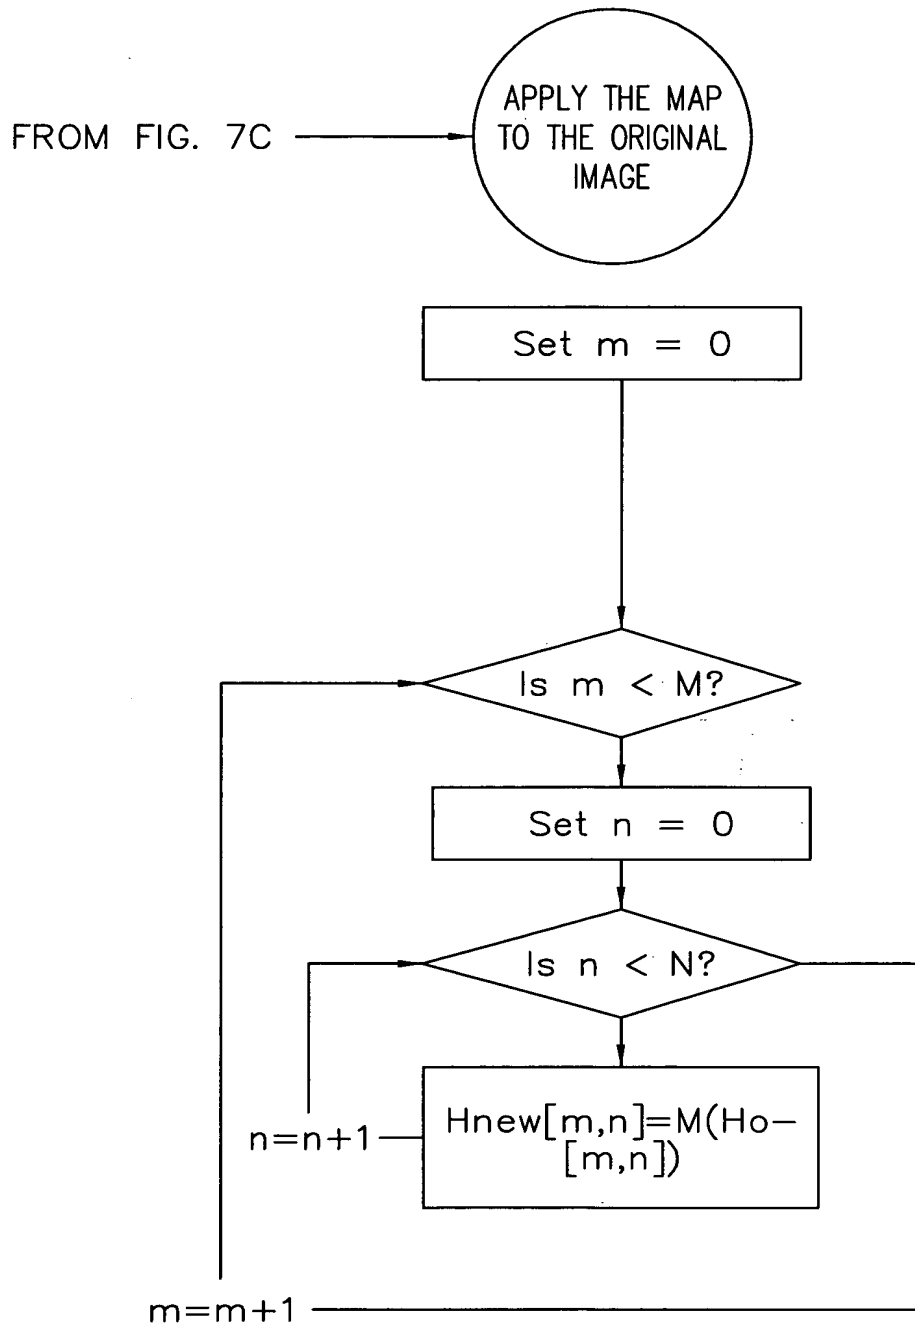 APPLY THE MAP
FROM FIG. 7C
TO THE ORIGINAL
IMAGE
Set m = 0
Is m < M?
Set n = 0
Is n < N?
Hnew[m,n]=M(Ho–
[m,n])
n=n+1
m=m+1